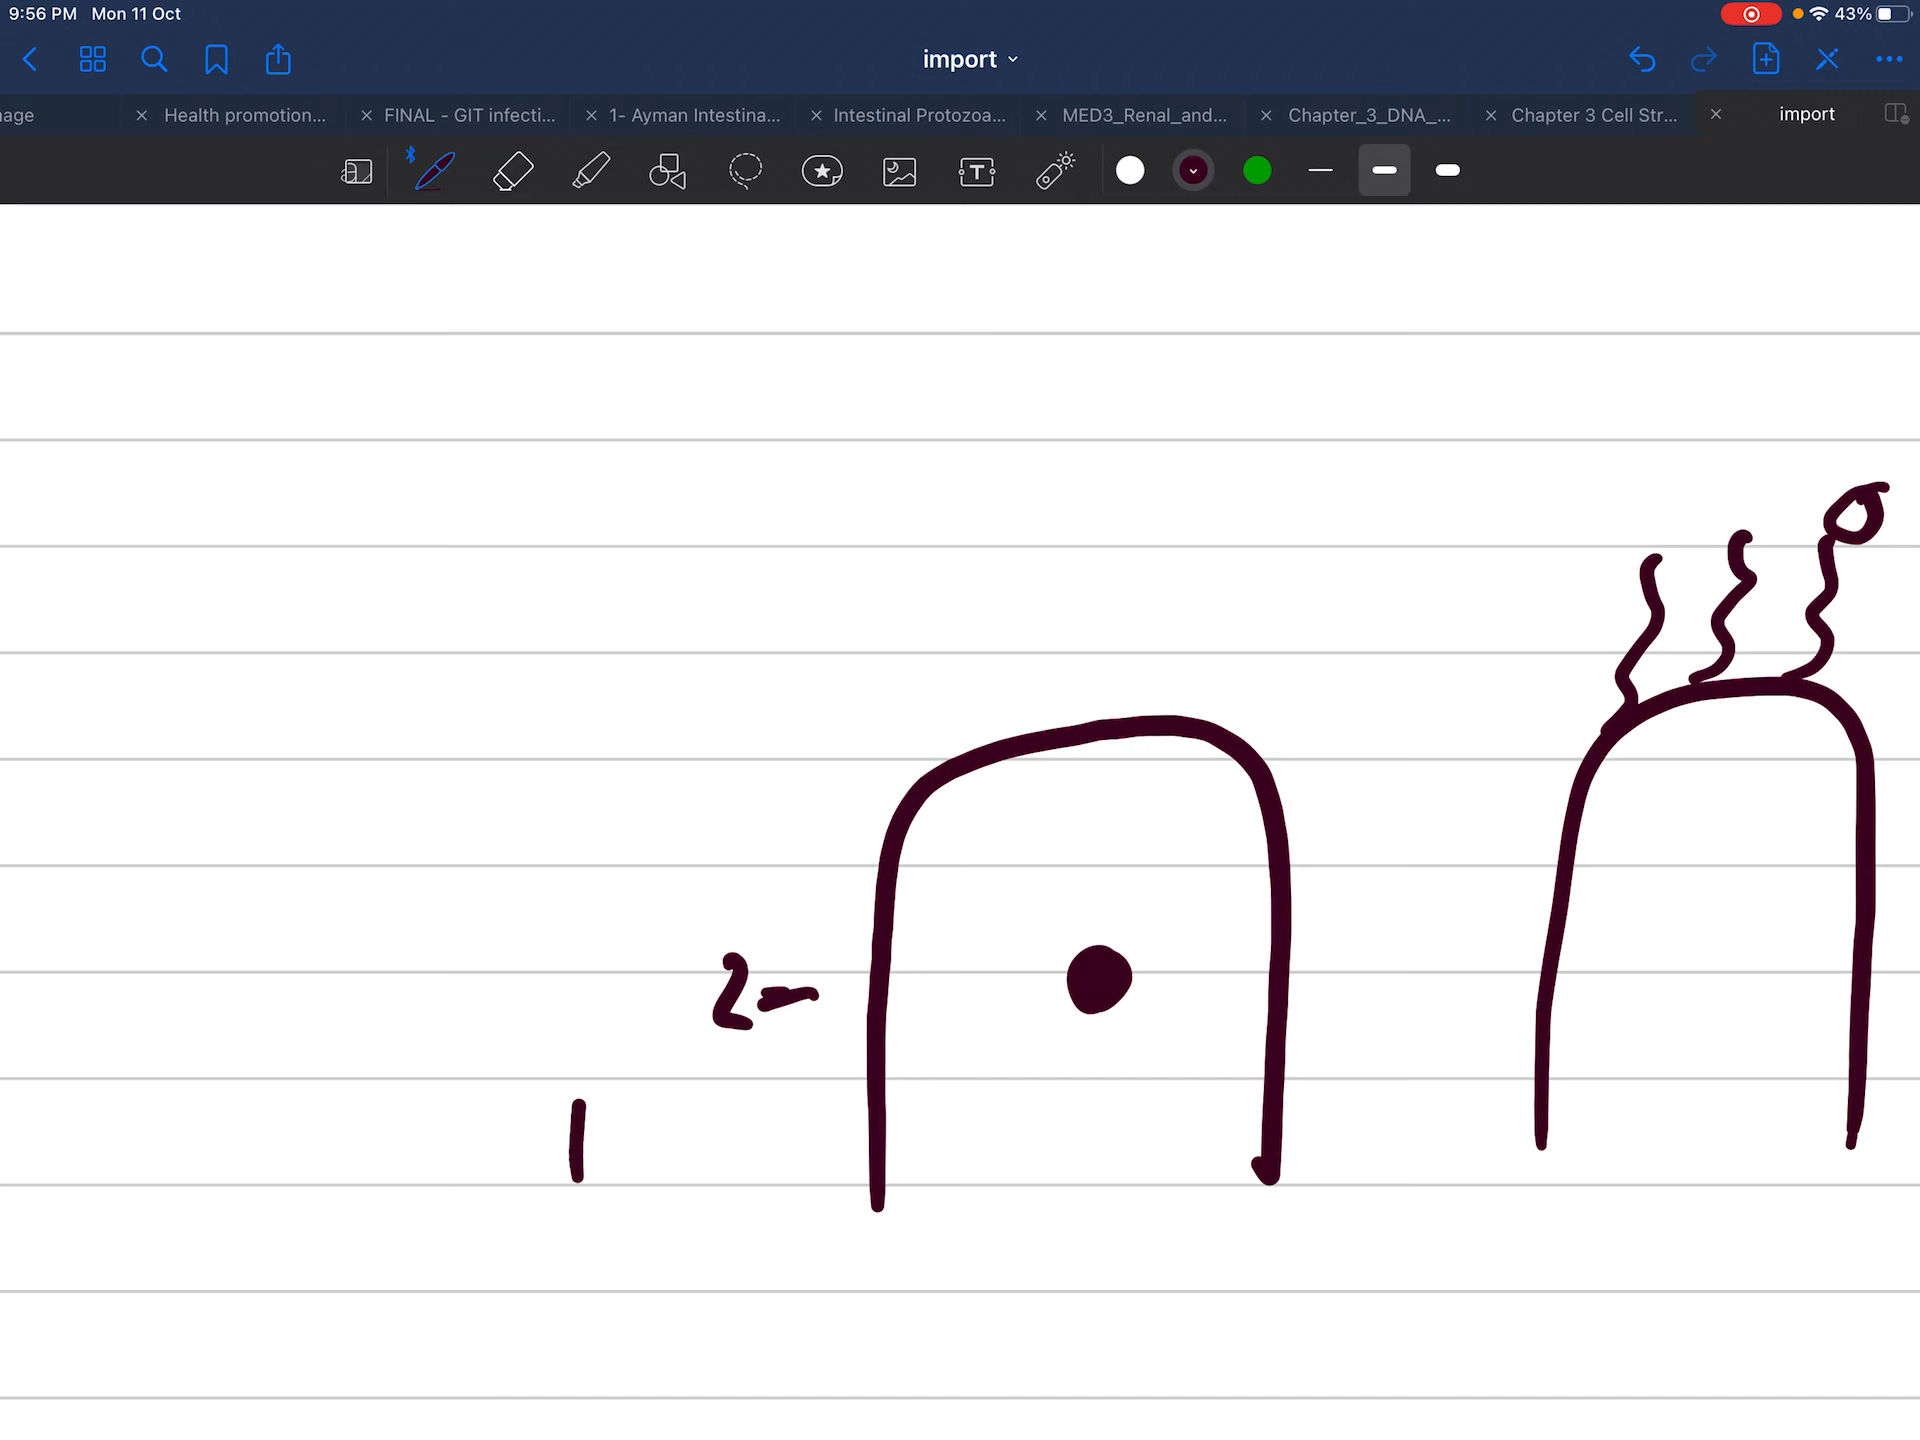 9:56 PM Mon 11 Oct 43%
import
age Health promotion... FINAL - GIT infecti... 1- Ayman Intestina... Intestinal Protozoa... MED3_Renal_and... Chapter_3_DNA_... Chapter 3 Cell Str... import
T
2-
1